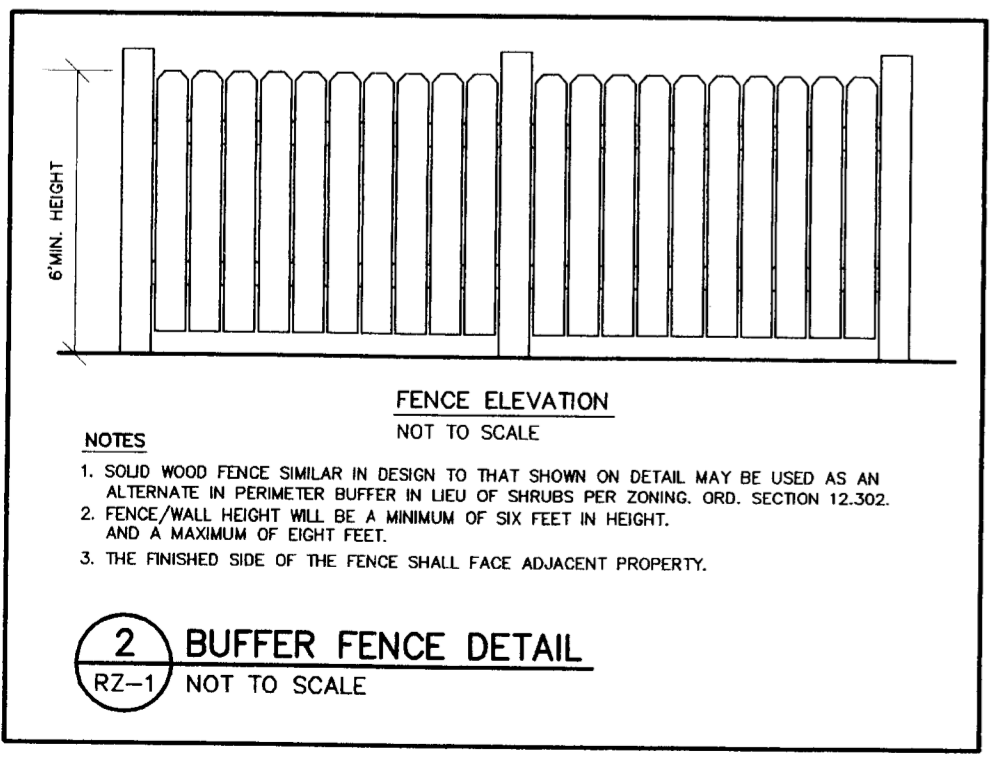 6'MIN. HEIGHT
FENCE ELEVATION
NOT TO SCALE
NOTES
1. SOLID WOOD FENCE SIMILAR IN DESIGN TO THAT SHOWN ON DETAIL MAY BE USED AS AN
ALTERNATE IN PERIMETER BUFFER IN LIEU OF SHRUBS PER ZONING. ORD. SECTION 12.302.
2. FENCE/WALL HEIGHT WILL BE A MINIMUM OF SIX FEET IN HEIGHT.
AND A MAXIMUM OF EIGHT FEET.
3. THE FINISHED SIDE OF THE FENCE SHALL FACE ADJACENT PROPERTY.
2
RZ-1
BUFFER FENCE DETAIL
NOT TO SCALE